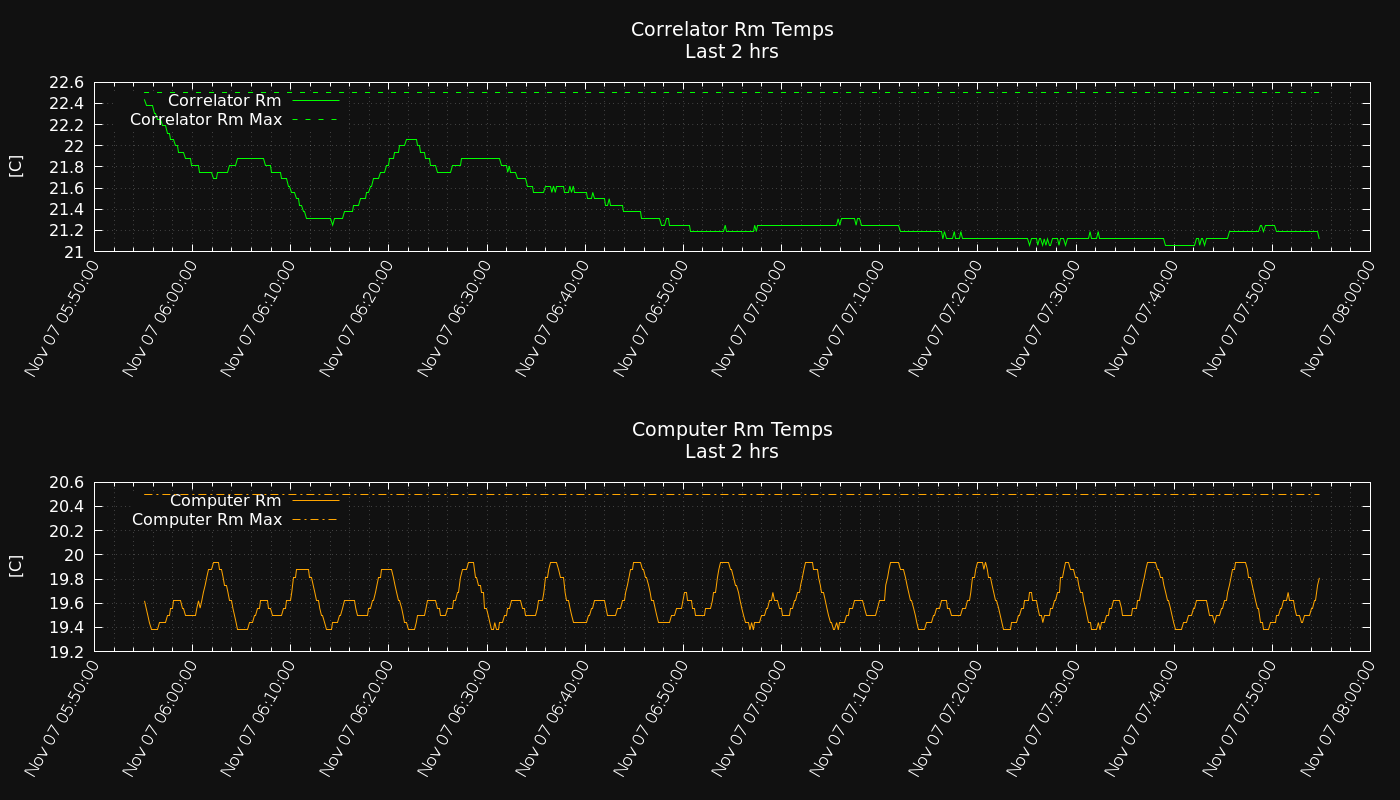 Correlator Rm Temps
Last 2 hrs
[C]
22.6
22.4
22.2
22
21.8
21.6
21.4
21.2
21
Correlator Rm
Correlator Rm Max
Nov 07 05:50:00
Nov 07 06:00:00
Nov 07 06:10:00
Nov 07 06:20:00
Nov 07 06:30:00
Nov 07 06:40:00
Nov 07 06:50:00
Nov 07 07:00:00
Nov 07 07:10:00
Nov 07 07:20:00
Nov 07 07:30:00
Nov 07 07:40:00
Nov 07 07:50:00
Nov 07 08:00:00
Computer Rm Temps
Last 2 hrs
[C]
20.6
20.4
20.2
20
19.8
19.6
19.4
19.2
Computer Rm
Computer Rm Max
Nov 07 05:50:00
Nov 07 06:00:00
Nov 07 06:10:00
Nov 07 06:20:00
Nov 07 06:30:00
Nov 07 06:40:00
Nov 07 06:50:00
Nov 07 07:00:00
Nov 07 07:10:00
Nov 07 07:20:00
Nov 07 07:30:00
Nov 07 07:40:00
Nov 07 07:50:00
Nov 07 08:00:00